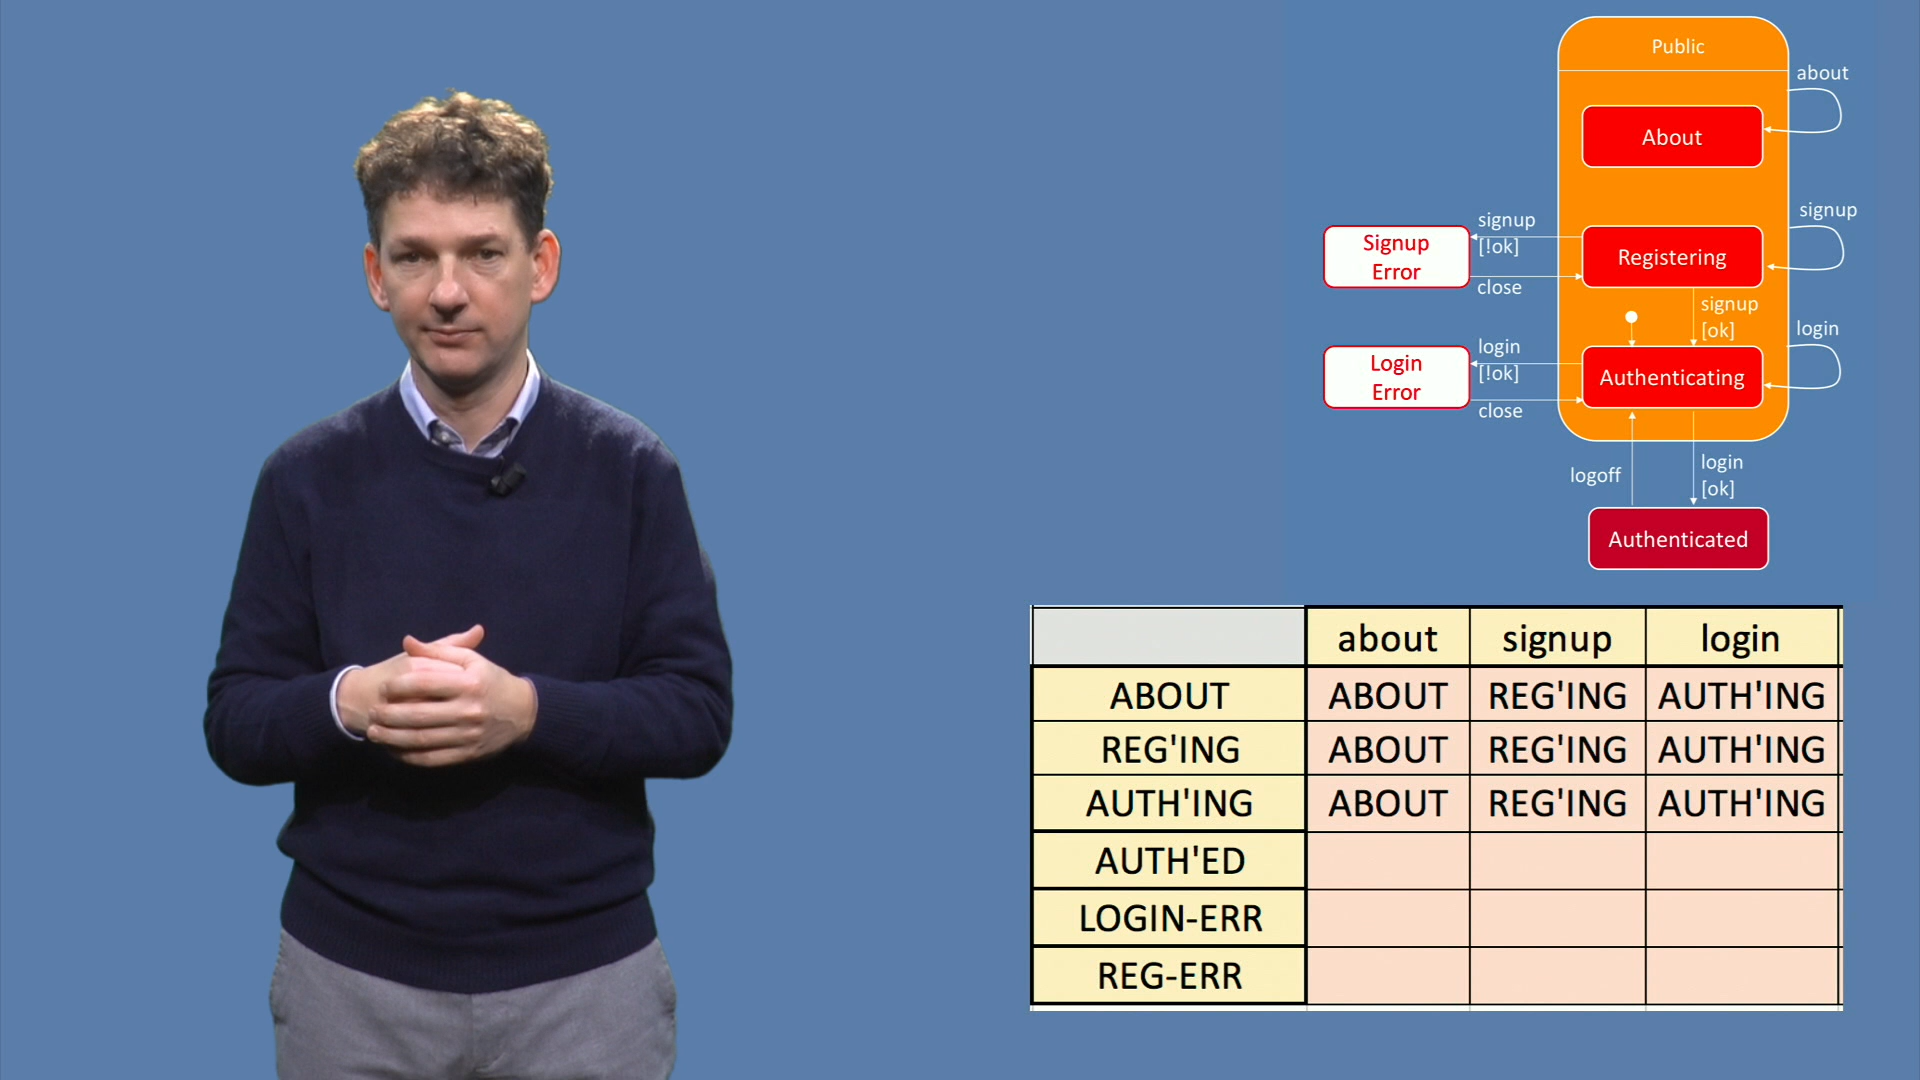 Public
about
About
signup
signup
[!ok]
Signup
Error
Registering
close
signup
[ok]
login
login
[!ok]
Login
Error
Authenticating
close
logoff
login
[ok]
Authenticated
about signup login
ABOUT ABOUT REG'ING AUTH'ING
REG'ING ABOUT REG'ING AUTH'ING
AUTH'ING ABOUT REG'ING AUTH'ING
AUTH'ED
LOGIN-ERR
REG-ERR